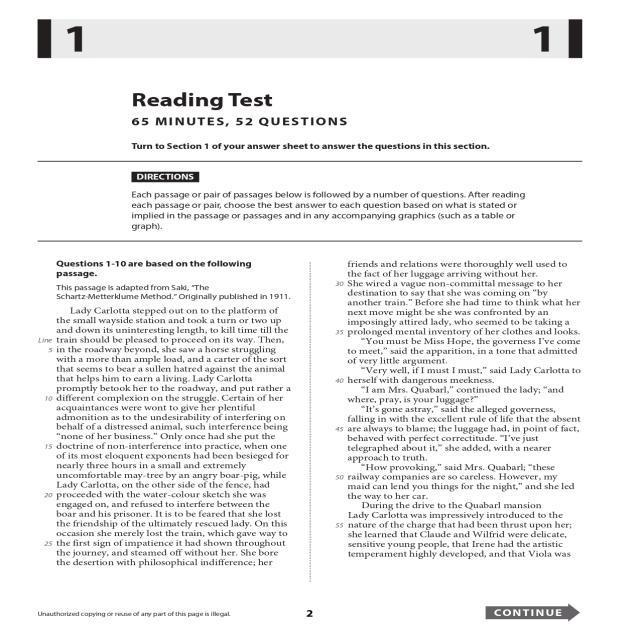 1 1
Reading Test
65 MINUTES, 52 QUESTIONS
Turn to Section 1 of your answer sheet to answer the questions in this section.
DIRECTIONS
Each passage or pair of passages below is followed by a number of questions. After reading
each passage or pair, choose the best answer to each question based on what is stated or
implied in the passage or passages and in any accompanying graphics (such as a table or
graph).
Questions 1-10 are based on the following
passage.
This passage is adapted from Saki, "The
Schartz-Metterklume Method." Originally published in 1911.
Lady Carlotta stepped out on to the platform of
the small wayside station and took a turn or two up
and down its uninteresting length, to kill time till the
Line train should be pleased to proceed on its way. Then,
5 in the roadway beyond, she saw a horse struggling
with a more than ample load, and a carter of the sort
that seems to bear a sullen hatred against the animal
that helps him to earn a living. Lady Carlotta
promptly betook her to the roadway, and put rather a
10 different complexion on the struggle. Certain of her
acquaintances were wont to give her plentiful
admonition as to the undesirability of interfering on
behalf of a distressed animal, such interference being
"none of her business." Only once had she put the
15 doctrine of non-interference into practice, when one
of its most eloquent exponents had been besieged for
nearly three hours in a small and extremely
uncomfortable may-tree by an angry boar-pig, while
Lady Carlotta, on the other side of the fence, had
20 proceeded with the water-colour sketch she was
engaged on, and refused to interfere between the
boar and his prisoner. It is to be feared that she lost
the friendship of the ultimately rescued lady. On this
occasion she merely lost the train, which gave way to
25 the first sign of impatience it had shown throughout
the journey, and steamed off without her. She bore
the desertion with philosophical indifference; her
friends and relations were thoroughly well used to
the fact of her luggage arriving without her.
30 She wired a vague non-committal message to her
destination to say that she was coming on "by
another train." Before she had time to think what her
next move might be she was confronted by an
imposingly attired lady, who seemed to be taking a
35 prolonged mental inventory of her clothes and looks.
"You must be Miss Hope, the governess I've come
to meet," said the apparition, in a tone that admitted
of very little argument.
"Very well, if I must I must," said Lady Carlotta to
40 herself with dangerous meekness.
"I am Mrs. Quabarl," continued the lady; "and
where, pray, is your luggage?"
"It's gone astray," said the alleged governess,
falling in with the excellent rule of life that the absent
45 are always to blame; the luggage had, in point of fact,
behaved with perfect correctitude. "I've just
telegraphed about it," she added, with a nearer
approach to truth.
"How provoking," said Mrs. Quabarl; "these
50 railway companies are so careless. However, my
maid can lend you things for the night," and she led
the way to her car.
During the drive to the Quabarl mansion
Lady Carlotta was impressively introduced to the
55 nature of the charge that had been thrust upon her;
she learned that Claude and Wilfrid were delicate,
sensitive young people, that Irene had the artistic
temperament highly developed, and that Viola was
Unauthorized copying or reuse of any part of this page is illegal. 2 CONTINUE